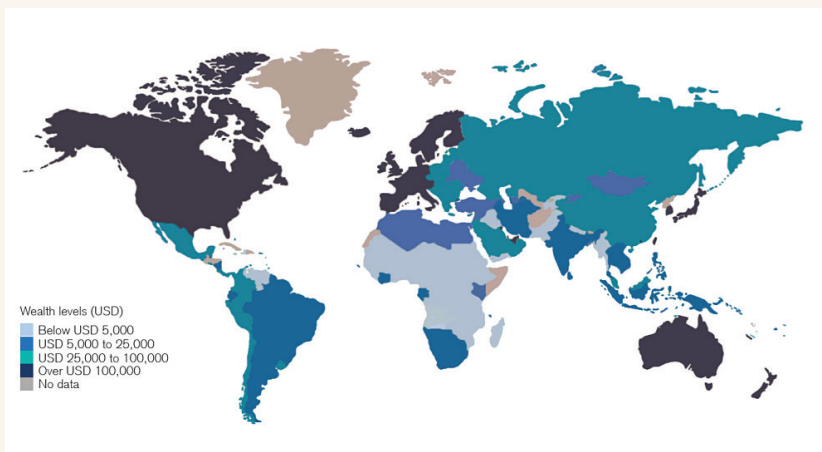 Wealth levels (USD)
Below USD 5,000
USD 5,000 to 25,000
USD 25,000 to 100,000
Over USD 100,000
No data